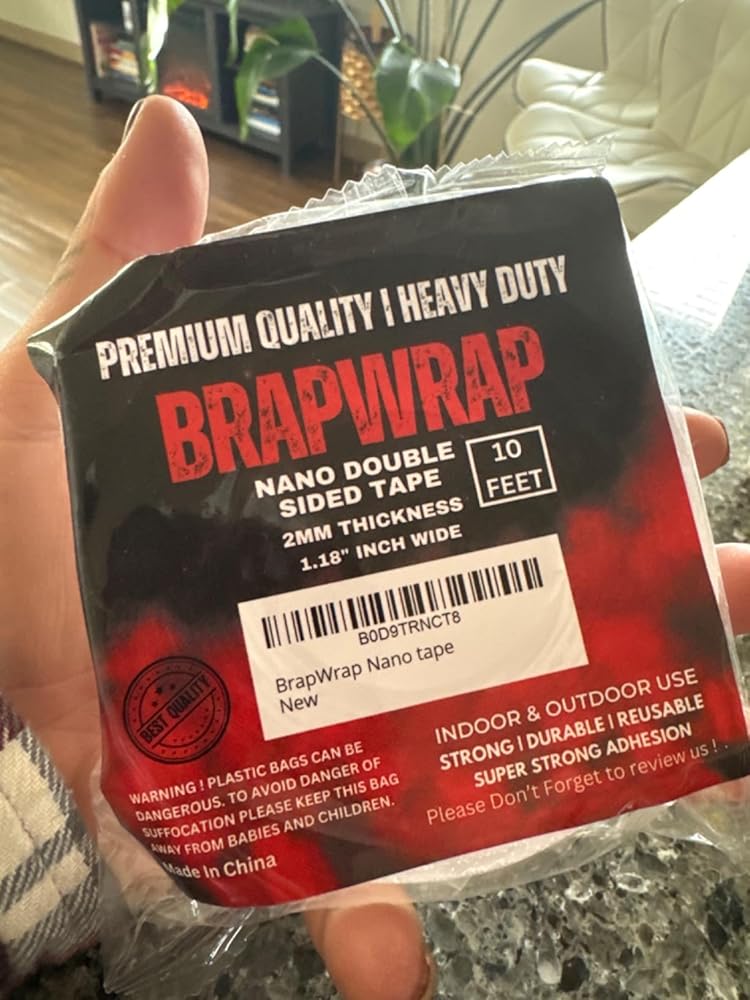 PREMIUM QUALITY | HEAVY DUTY
BRAPWRAP
NANO DOUBLE
SIDED TAPE
10
FEET
2MM THICKNESS
1.18" INCH WIDE
B0D9TRNCT8
BrapWrap Nano tape
New
BEST QUALITY
INDOOR & OUTDOOR USE
STRONG | DURABLE | REUSABLE
SUPER STRONG ADHESION
Please Don't Forget to review us !
WARNING ! PLASTIC BAGS CAN BE
DANGEROUS. TO AVOID DANGER OF
SUFFOCATION PLEASE KEEP THIS BAG
AWAY FROM BABIES AND CHILDREN.
Made In China